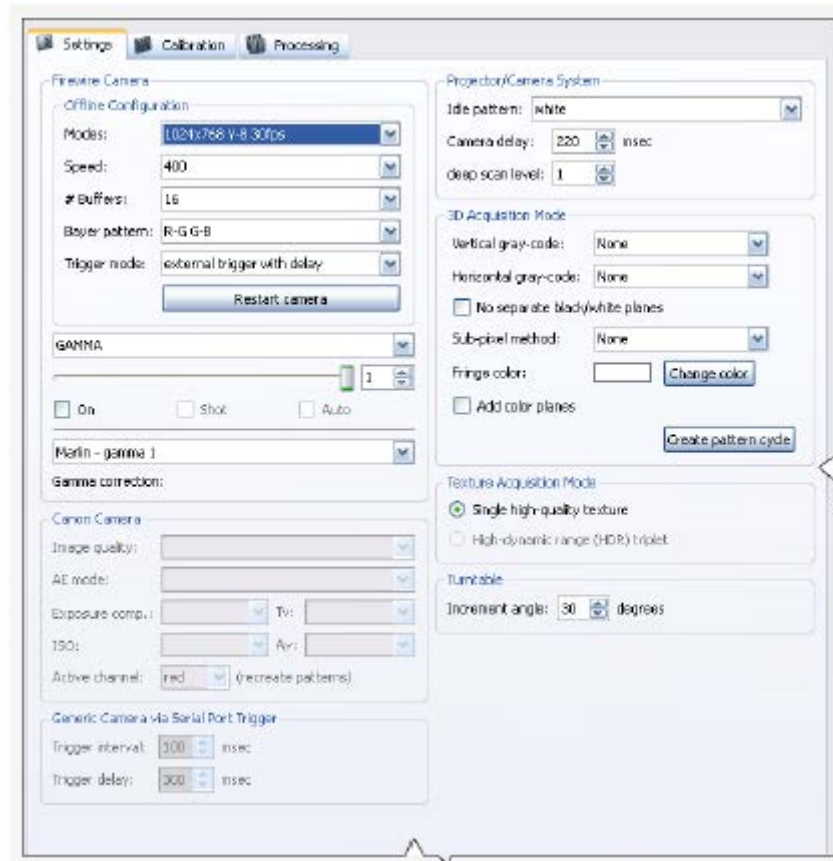 Settings Calibration Processing
Firewire Camera
Offline Configuration
Modes: 1024x768 Y-8 30fps
Speed: 400
# Buffers: 16
Bayer pattern: R-G G-B
Trigger mode: external trigger with delay
Restart camera
GAMMA
1
On Shot Auto
Marlin - gamma 1
Gamma correction:
Canon Camera
Image quality:
AE mode:
Exposure comp.: Tv:
ISO: Av:
Active channel: red (recreate patterns)
Generic Camera via Serial Port Trigger
Trigger interval: 100 msec
Trigger delay: 300 msec
Projector/Camera System
Idle pattern: white
Camera delay: 220 msec
deep scan level: 1
3D Acquisition Mode
Vertical gray-code: None
Horizontal gray-code: None
No separate black/white planes
Sub-pixel method: None
Fringe color: Change color
Add color planes
Create pattern cycle
Texture Acquisition Mode
Single high-quality texture
High-dynamic range (HDR) triplet
Turntable
Increment angle: 30 degrees